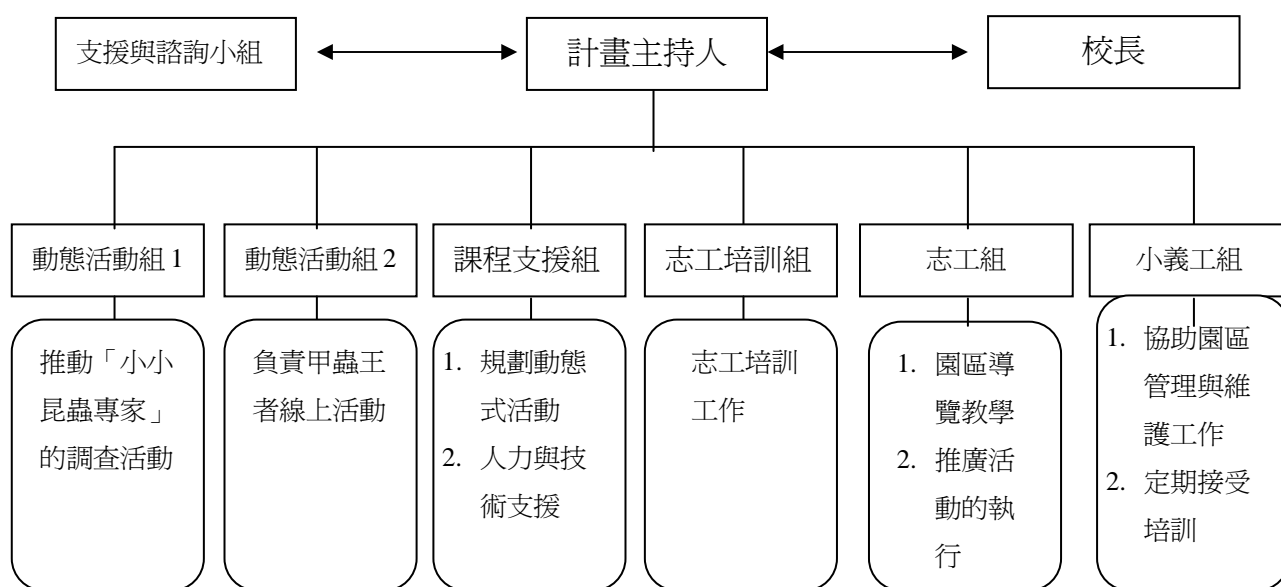 支援與諮詢小組
計畫主持人
校長
動態活動組 1
動態活動組 2
課程支援組
志工培訓組
志工組
小義工組
推動「小小
昆蟲專家」
的調查活動
負責甲蟲王
者線上活動
1. 規劃動態
式活動
2. 人力與技
術支援
志工培訓
工作
1. 園區導
覽教學
2. 推廣活
動的執
行
1. 協助園區
管理與維
護工作
2. 定期接受
培訓